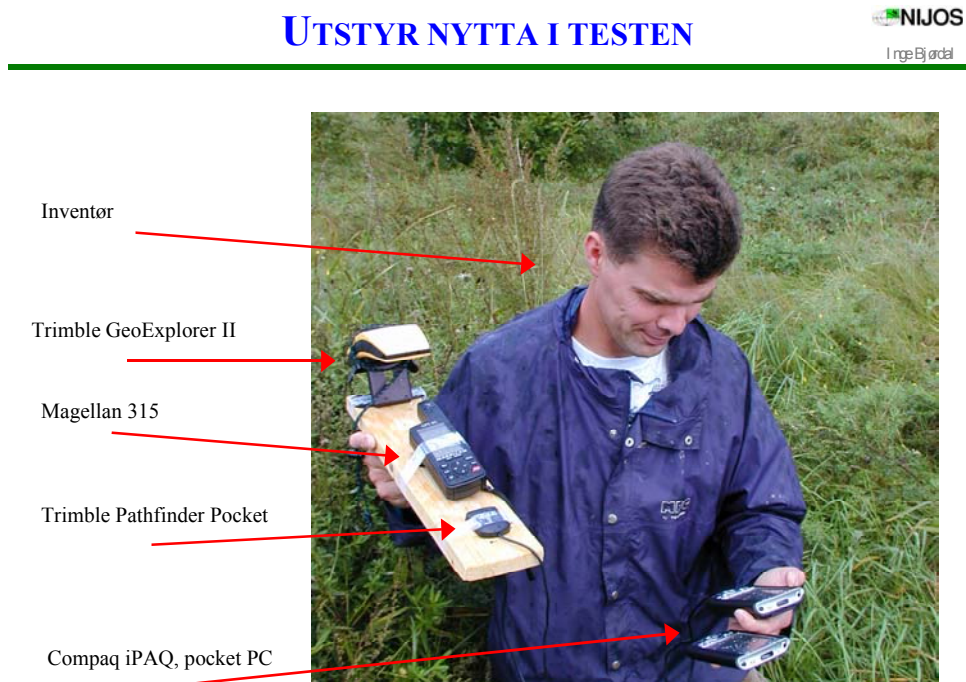 UTSTYR NYTTA I TESTEN
NIJOS
Inge Bjørdal
Inventør
Trimble GeoExplorer II
Magellan 315
Trimble Pathfinder Pocket
Compaq iPAQ, pocket PC